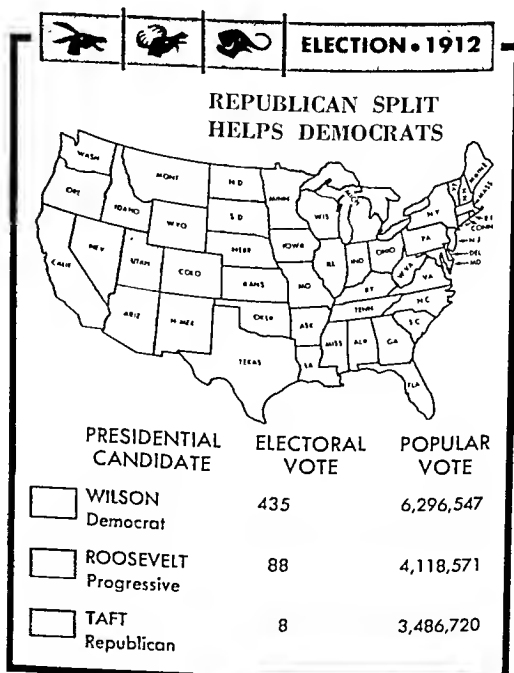 ELECTION • 1912
REPUBLICAN SPLIT
HELPS DEMOCRATS
WASH
MONT
N D
MINN
MICH
MAINE
VT
N H
MASS
ORE
IDAHO
S D
WIS
N Y
R I
CONN
WYO
NEBR
IOWA
PA
N J
DEL
MD
NEV
UTAH
COLO
KANS
MO
ILL
IND
OHIO
W VA
VA
CALIF
KY
TENN
N C
ARIZ
N MEX
OKLA
ARK
S C
TEXAS
LA
MISS
ALA
GA
FLA
PRESIDENTIAL CANDIDATE ELECTORAL VOTE POPULAR VOTE
WILSON 435 6,296,547
Democrat
ROOSEVELT 88 4,118,571
Progressive
TAFT 8 3,486,720
Republican